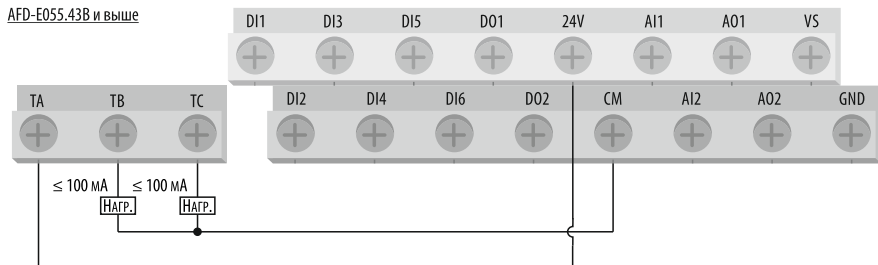 AFD-E055.43B и выше
DI1 DI3 DI5 DO1 24V AI1 AO1 VS
TA TB TC DI2 DI4 DI6 DO2 CM AI2 AO2 GND
≤ 100 мА ≤ 100 мА
Нагр. Нагр.